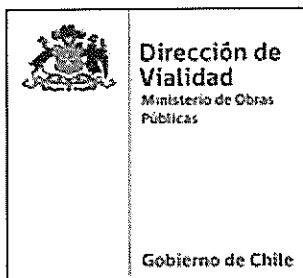 Dirección de
Vialidad
Ministerio de Obras
Públicas
Gobierno de Chile